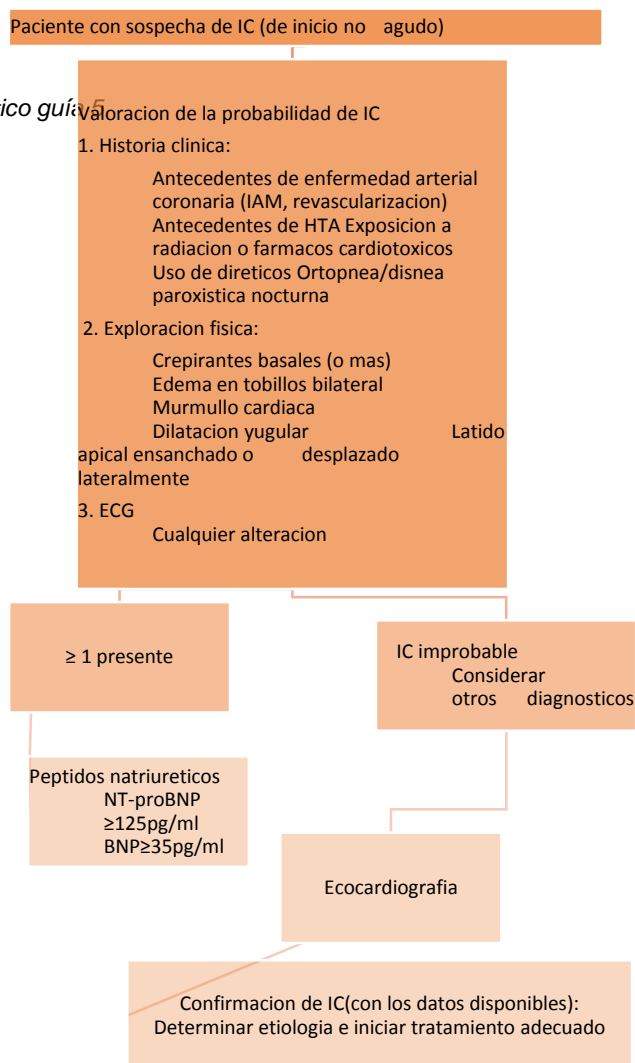 Paciente con sospecha de IC (de inicio no agudo)
ico guía 5
Valoracion de la probabilidad de IC
1. Historia clinica:
Antecedentes de enfermedad arterial
coronaria (IAM, revascularizacion)
Antecedentes de HTA Exposicion a
radiacion o farmacos cardiotoxicos
Uso de direticos Ortopnea/disnea
paroxistica nocturna
2. Exploracion fisica:
Crepirantes basales (o mas)
Edema en tobillos bilateral
Murmullo cardiaca
Dilatacion yugular Latido
apical ensanchado o desplazado
lateralmente
3. ECG
Cualquier alteracion
≥ 1 presente
IC improbable
Considerar
otros diagnosticos
Peptidos natriureticos
NT-proBNP
≥125pg/ml
BNP≥35pg/ml
Ecocardiografia
Confirmacion de IC(con los datos disponibles):
Determinar etiologia e iniciar tratamiento adecuado